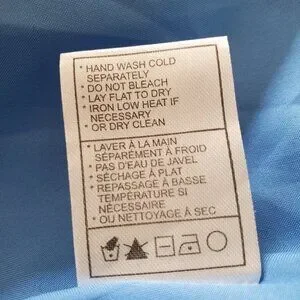 * HAND WASH COLD
SEPARATELY
* DO NOT BLEACH
* LAY FLAT TO DRY
* IRON LOW HEAT IF
NECESSARY
* OR DRY CLEAN
* LAVER À LA MAIN
SÉPARÉMENT À FROID
* PAS D'EAU DE JAVEL
* SÉCHAGE À PLAT
* REPASSAGE À BASSE
TEMPÉRATURE SI
NÉCESSAIRE
* OU NETTOYAGE À SEC